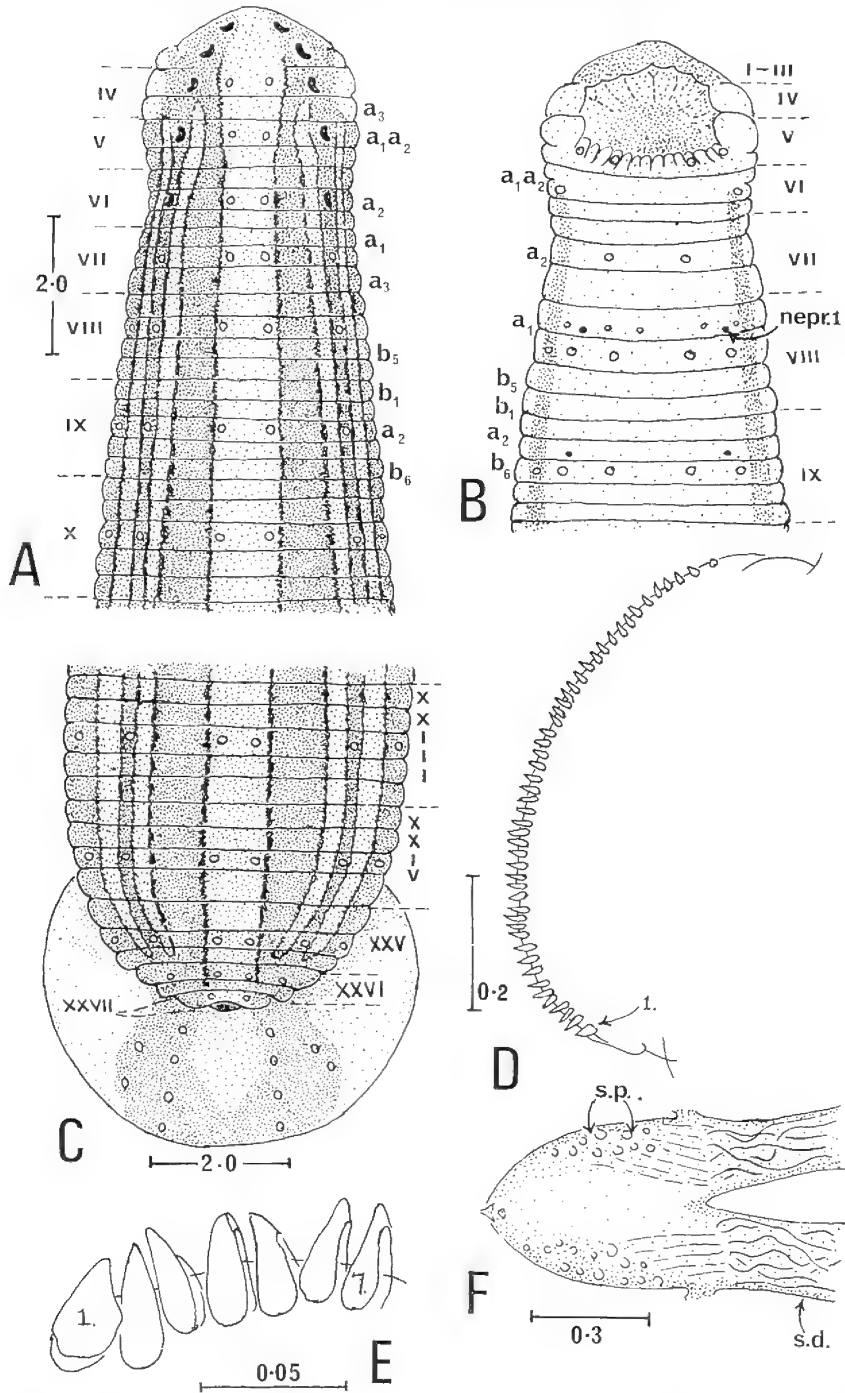 IV
V
VI
VII
VIII
IX
X
2·0
a3
a1a2
a2
a1
a3
b5
b1
a2
b6
A
I–III
IV
V
VI
VII
VIII
IX
a1a2
a2
a1
b5
b1
a2
b6
nepr.1
B
XXIII
XXIV
XXV
XXVI
XXVII
C
2·0
0·2
1.
D
s.p.
F
0·3
s.d.
1.
7.
0·05
E